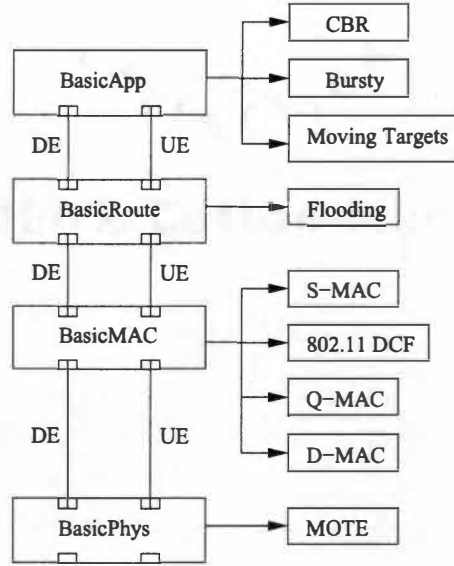 CBR
BasicApp
Bursty
DE
UE
Moving Targets
BasicRoute
Flooding
DE
UE
S-MAC
BasicMAC
802.11 DCF
Q-MAC
DE
UE
D-MAC
BasicPhys
MOTE